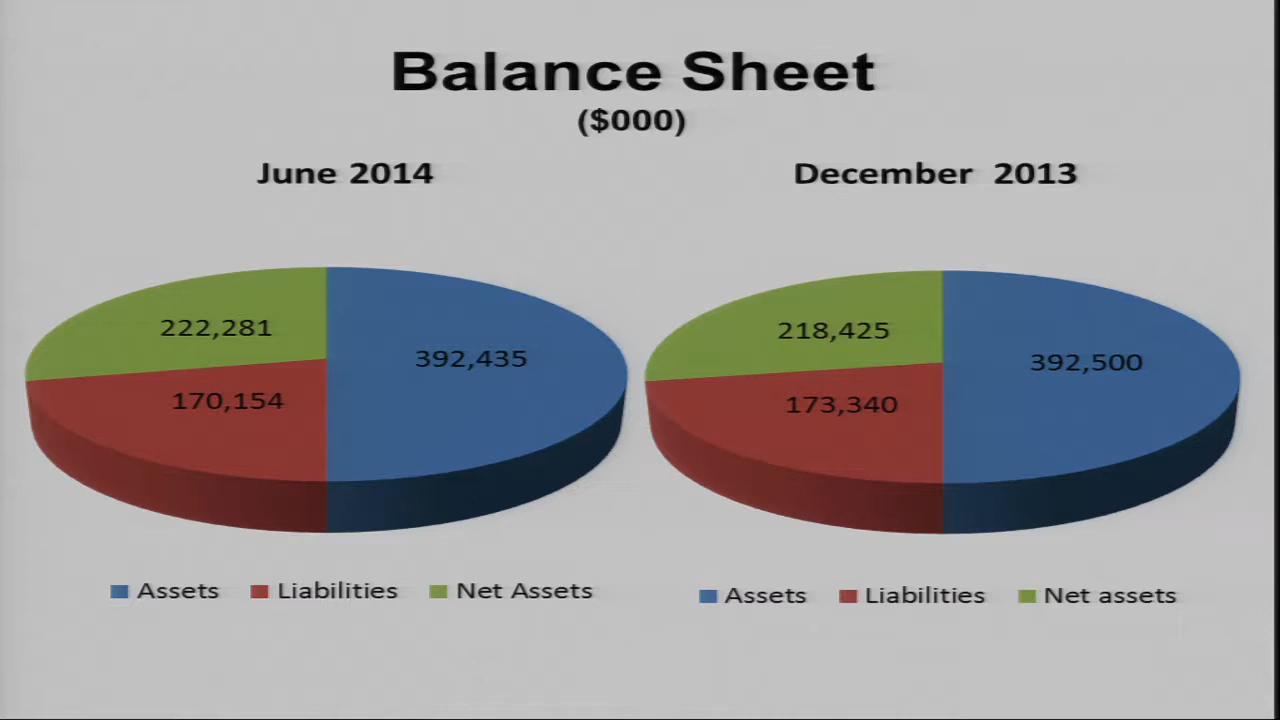 Balance Sheet
($000)
June 2014
December 2013
222,281
392,435
170,154
218,425
392,500
173,340
Assets Liabilities Net Assets
Assets Liabilities Net assets